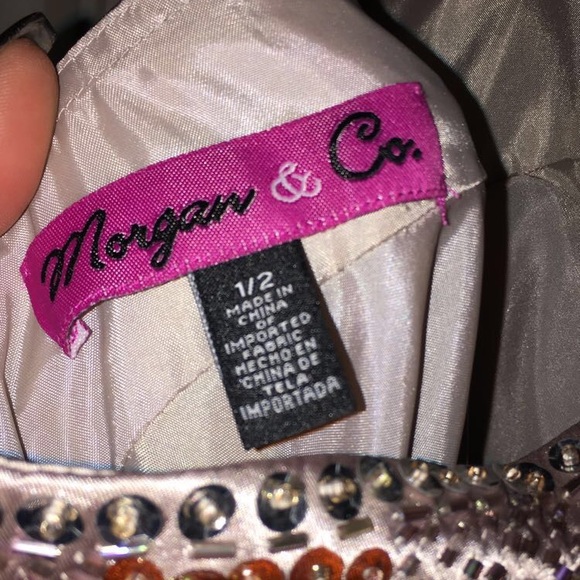 Morgan & Co.
1/2
MADE IN
CHINA
OF
IMPORTED
FABRIC
HECHO EN
CHINA DE
TELA
IMPORTADA